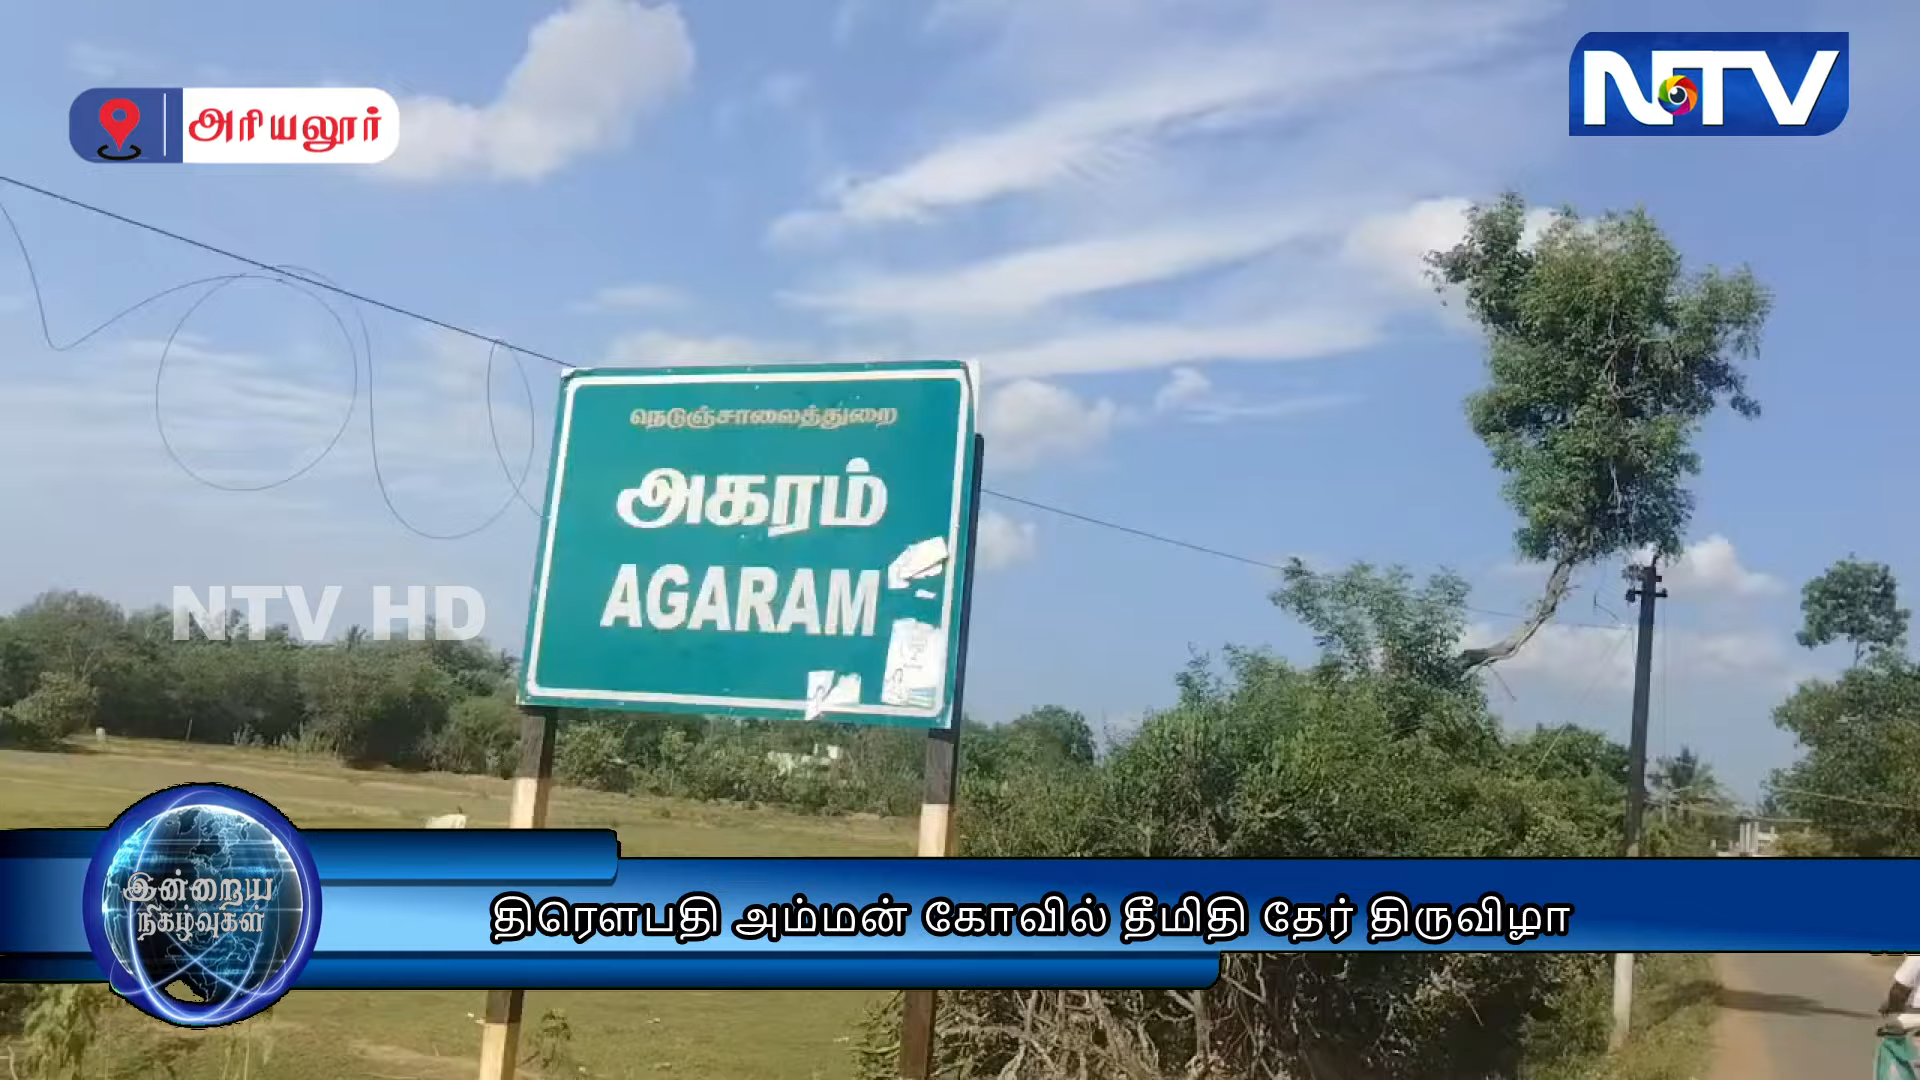 அரியலூர்
NTV
நெடுஞ்சாலைத்துறை
அகரம்
AGARAM
NTV HD
இன்றைய
நிகழ்வுகள்
திரௌபதி அம்மன் கோவில் தீமிதி தேர் திருவிழா